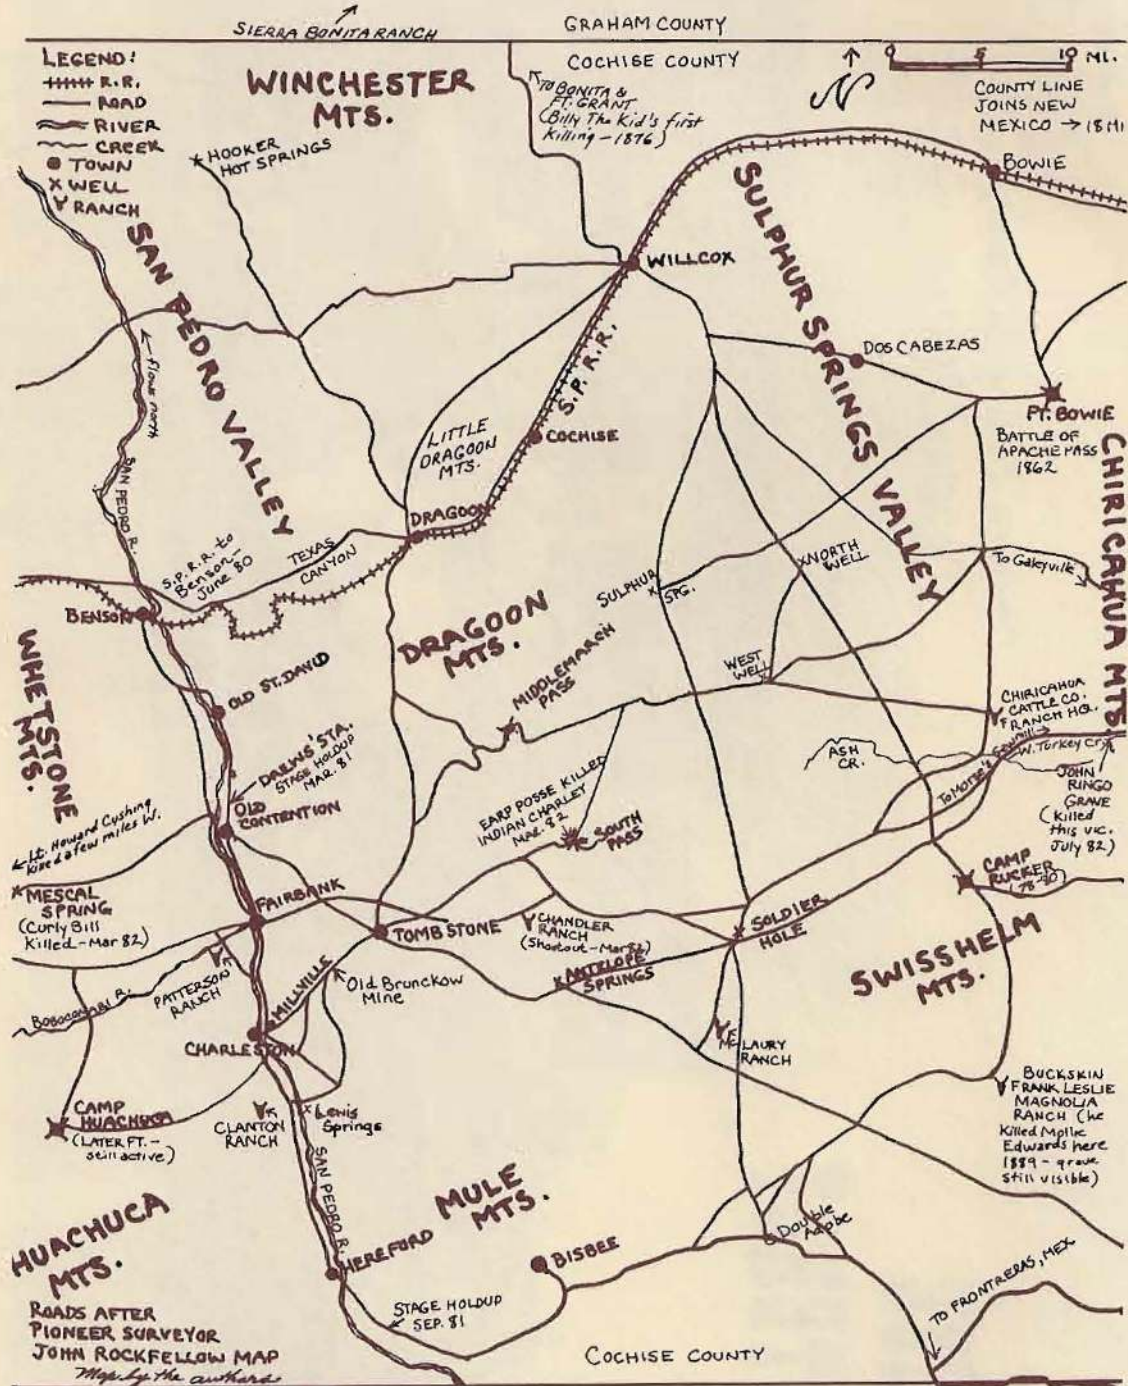 SIERRA BONITA RANCH
GRAHAM COUNTY
LEGEND:
R.R.
ROAD
RIVER
CREEK
TOWN
X WELL
RANCH
WINCHESTER
MTS.
COCHISE COUNTY
TO BONITA &
FT. GRANT
(Billy The Kid's first
Killing - 1876)
N
0 5 10 MI.
COUNTY LINE
JOINS NEW
MEXICO → 18 MI
HOOKER
HOT SPRINGS
BOWIE
SAN PEDRO VALLEY
WILLCOX
SULPHUR SPRINGS VALLEY
flows north
S.P.R.R.
DOS CABEZAS
FT. BOWIE
BATTLE OF
APACHE PASS
1862
CHIRICAHUA MTS.
LITTLE
DRAGOON
MTS.
COCHISE
SAN PEDRO R.
DRAGOON
S.P.R.R. to
Benson-
June 80
TEXAS
CANYON
NORTH
WELL
To Galeyville
SULPHUR
SPG.
BENSON
DRAGOON
MTS.
WHETSTONE
MTS.
OLD ST. DAVID
MIDDLEMARCH
PASS
WEST
WELL
CHIRICAHUA
CATTLE CO.
RANCH HQ.
DREWS' STA.
STAGE HOLDUP
MAR. 81
ASH
CR.
To Morse's Sawmill
W. Turkey Cr.
JOHN
RINGO
GRAVE
(Killed
this vic.
July 82)
OLD
CONTENTION
EARP POSSE KILLED
INDIAN CHARLEY
MAR. 82
SOUTH
PASS
Lt. Howard Cushing
killed a few miles W.
MESCAL
SPRING
(Curly Bill
Killed - Mar 82)
CAMP
RUCKER
(78-80)
FAIRBANK
TOMBSTONE
CHANDLER
RANCH
(Shootout - Mar 82)
SOLDIER
HOLE
ANTELOPE
SPRINGS
SWISSHELM
MTS.
PATTERSON
RANCH
BOBOCOMARI R.
MILLVILLE
Old Brunckow
Mine
CHARLESTON
McLAURY
RANCH
CAMP
HUACHUCA
(LATER FT. -
still active)
CLANTON
RANCH
Lewis
Springs
BUCKSKIN
FRANK LESLIE
MAGNOLIA
RANCH (he
Killed Mollie
Edwards here
1889 - grave
still visible)
SAN PEDRO R.
MULE
MTS.
HUACHUCA
MTS.
Double
Adobe
HEREFORD
BISBEE
TO FRONTRERAS, MEX
STAGE HOLDUP
SEP. 81
ROADS AFTER
PIONEER SURVEYOR
JOHN ROCKFELLOW MAP
Map by the authors
COCHISE COUNTY